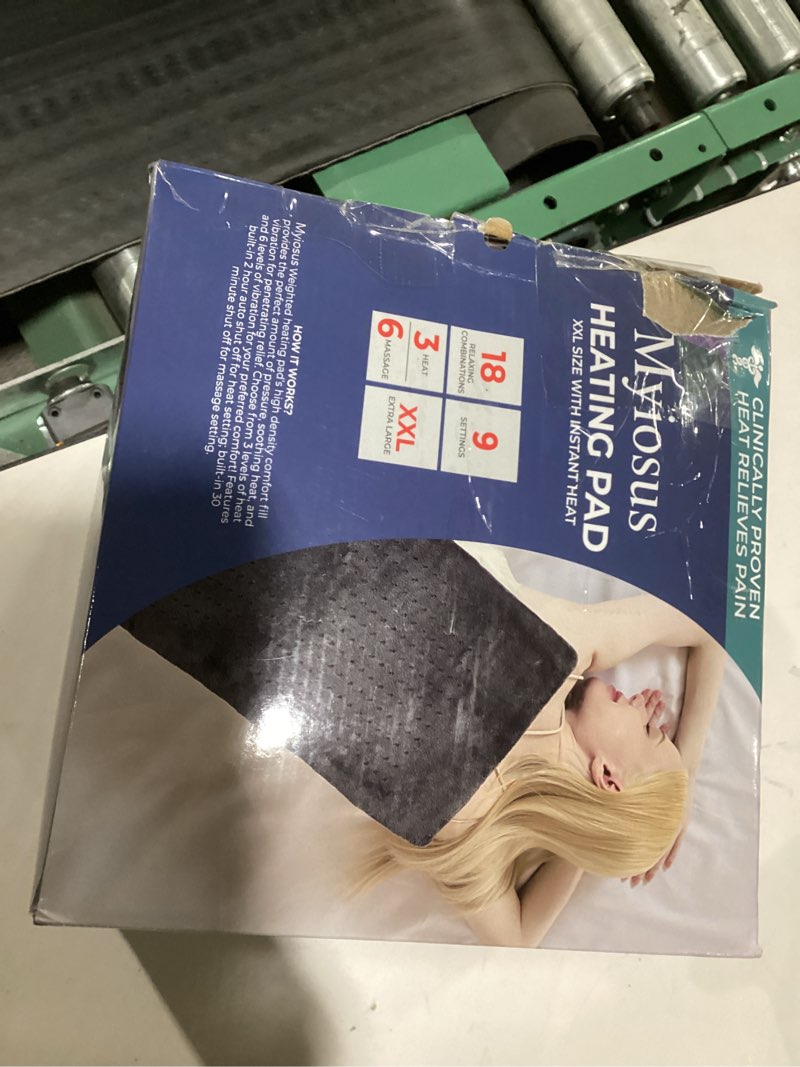 CLINICALLY PROVEN
HEAT RELIEVES PAIN
Myiosus
HEATING PAD
XXL SIZE WITH INSTANT HEAT
18
RELAXING
COMBINATIONS
9
SETTINGS
3
HEAT
6
MASSAGE
XXL
EXTRA LARGE
HOW IT WORKS?
Myiosus Weighted heating pad's high density comfort fill
provides the perfect amount of pressure, soothing heat, and
vibration for penetrating relief. Choose from 3 levels of heat
and 6 levels of vibration for your preferred comfort! Features
built-in 2 hour auto shut off for heat setting; built-in 30
minute shut off for massage setting.